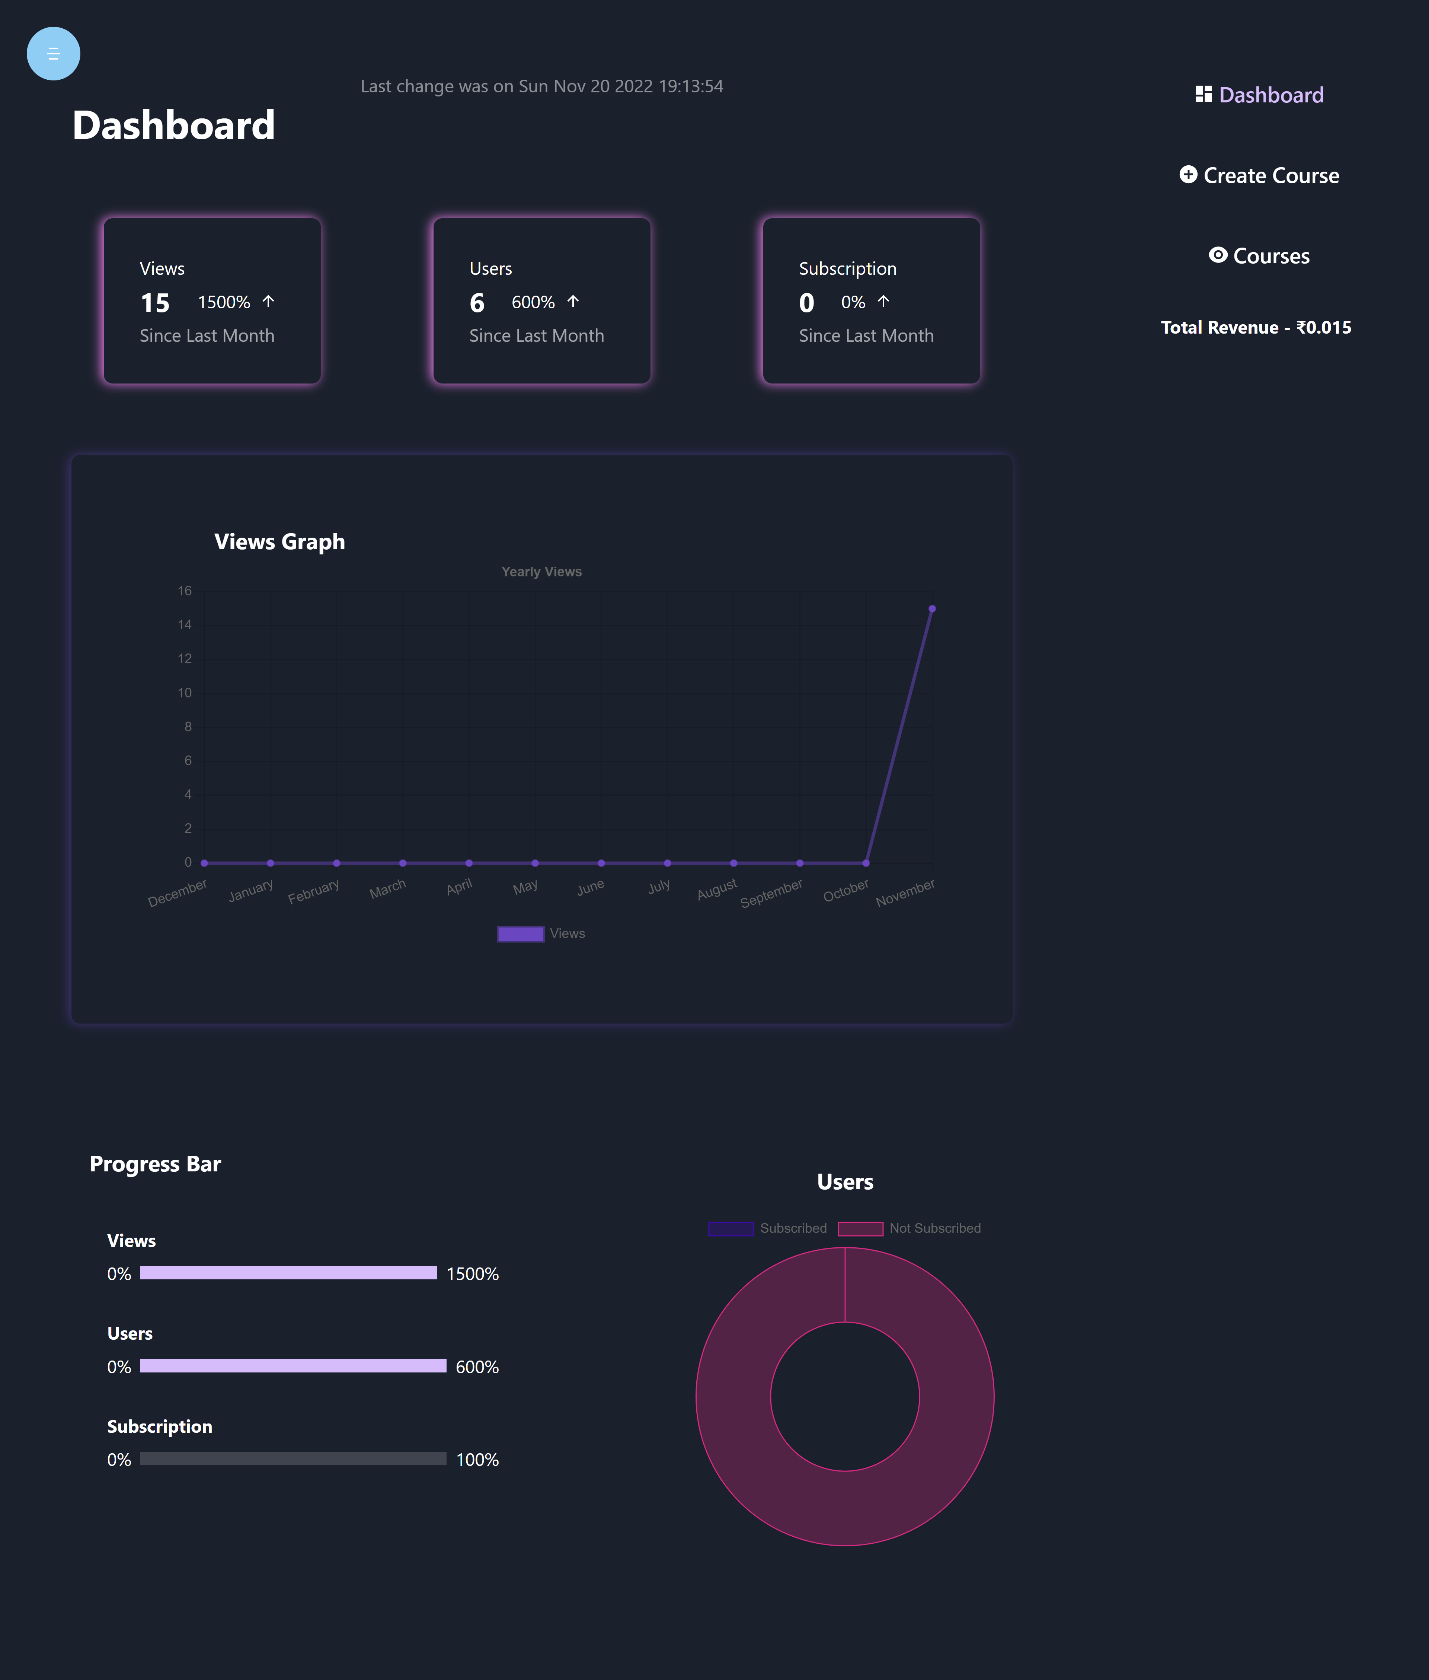 Last change was on Sun Nov 20 2022 19:13:54
Dashboard
Dashboard
Create Course
Courses
Total Revenue - ₹0.015
Views
15 1500% ↑
Since Last Month
Users
6 600% ↑
Since Last Month
Subscription
0 0% ↑
Since Last Month
Views Graph
Yearly Views
16
14
12
10
8
6
4
2
0
December January February March April May June July August September October November
Views
Progress Bar
Views
0% 1500%
Users
0% 600%
Subscription
0% 100%
Users
Subscribed Not Subscribed